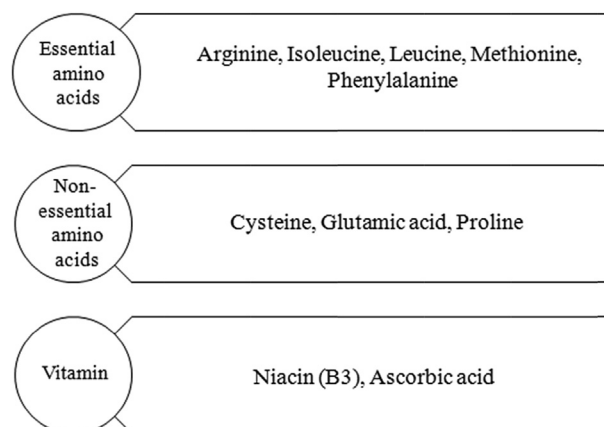 Essential
amino
acids
Arginine, Isoleucine, Leucine, Methionine,
Phenylalanine
Non-
essential
amino
acids
Cysteine, Glutamic acid, Proline
Vitamin
Niacin (B3), Ascorbic acid